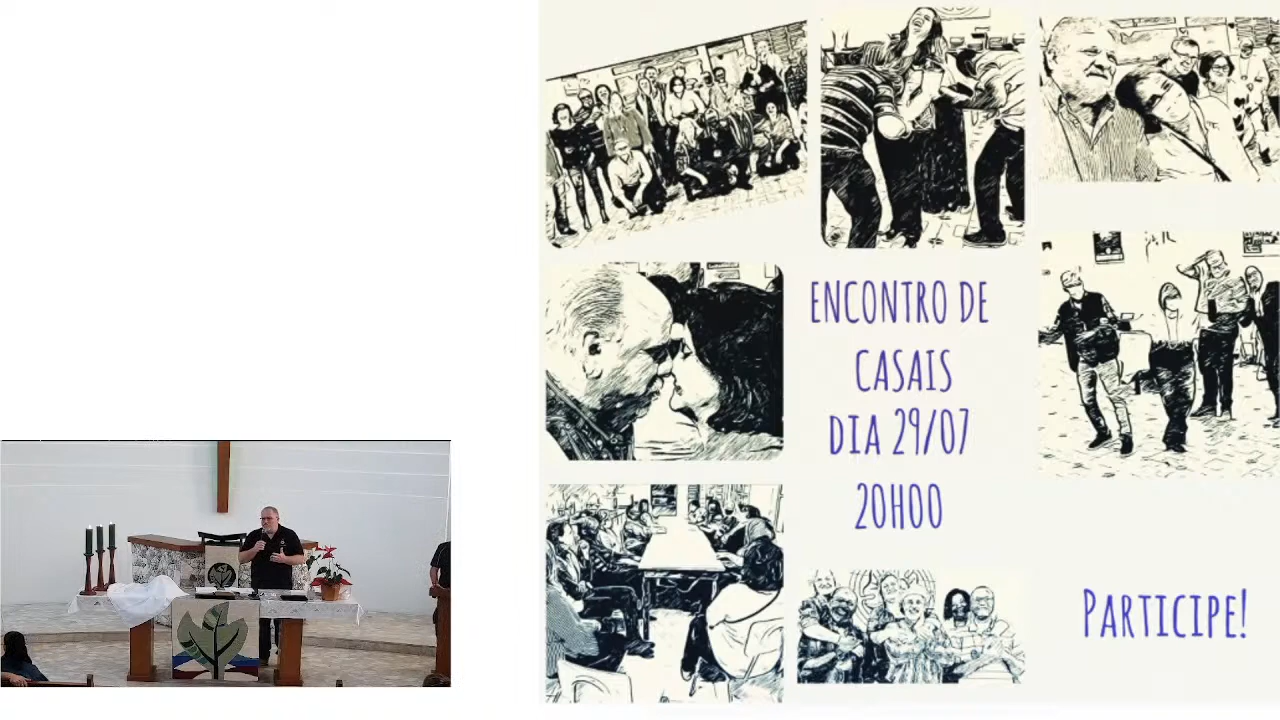 ENCONTRO DE
CASAIS
DIA 29/07
20H00
PARTICIPE!